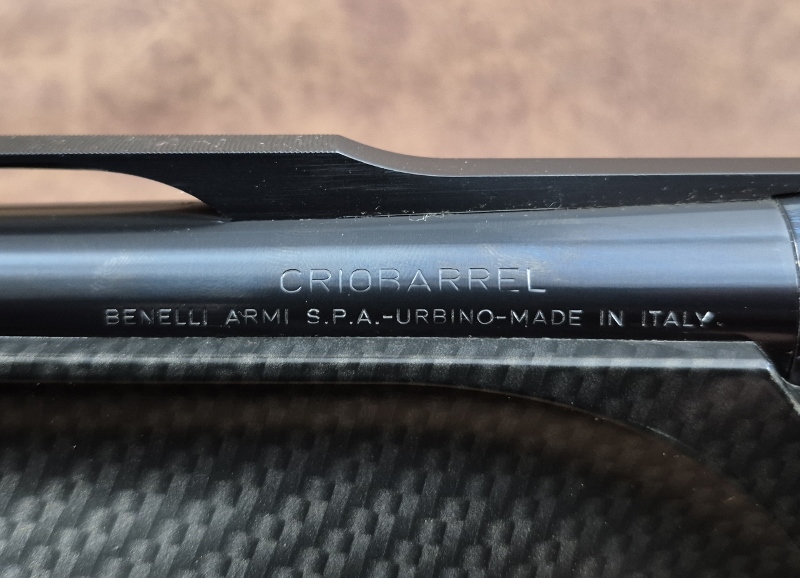 CRIOBARREL
BENELLI ARMI S.P.A.-URBINO-MADE IN ITALY.